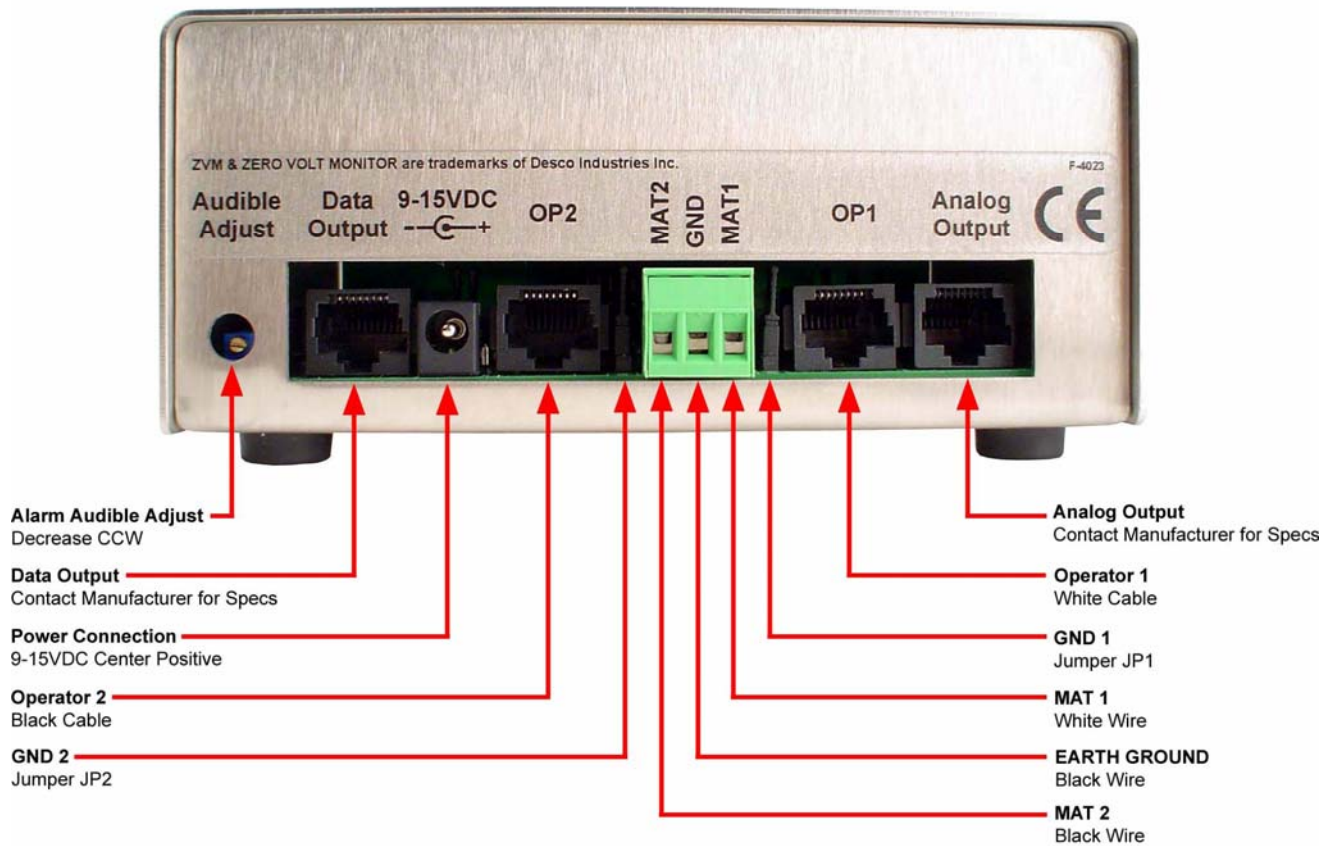 ZVM & ZERO VOLT MONITOR are trademarks of Desco Industries Inc.
F-4023
Audible
Adjust
Data
Output
9-15VDC
- +
OP2
MAT2
GND
MAT1
OP1
Analog
Output
CE
Alarm Audible Adjust
Decrease CCW
Data Output
Contact Manufacturer for Specs
Power Connection
9-15VDC Center Positive
Operator 2
Black Cable
GND 2
Jumper JP2
Analog Output
Contact Manufacturer for Specs
Operator 1
White Cable
GND 1
Jumper JP1
MAT 1
White Wire
EARTH GROUND
Black Wire
MAT 2
Black Wire